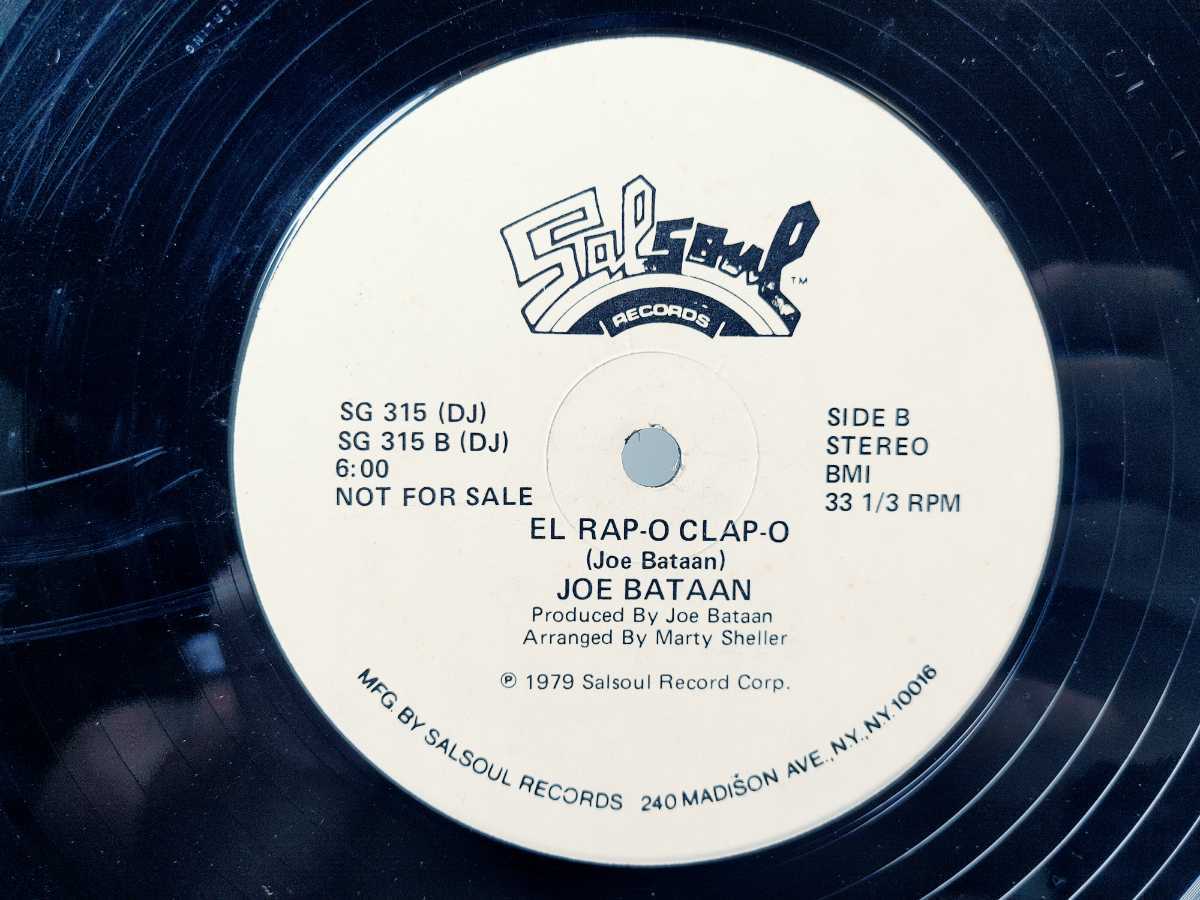 Salsoul
TM
RECORDS
SG 315 (DJ)
SG 315 B (DJ)
6:00
NOT FOR SALE
SIDE B
STEREO
BMI
33 1/3 RPM
EL RAP-O CLAP-O
(Joe Bataan)
JOE BATAAN
Produced By Joe Bataan
Arranged By Marty Sheller
℗ 1979 Salsoul Record Corp.
MFG. BY SALSOUL RECORDS 240 MADISON AVE., N.Y., N.Y. 10016